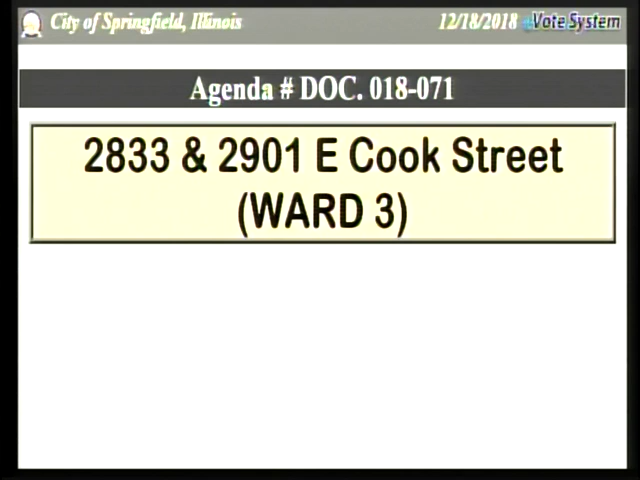 City of Springfield, Illinois
12/18/2018 Vote System
Agenda # DOC. 018-071
2833 & 2901 E Cook Street
(WARD 3)